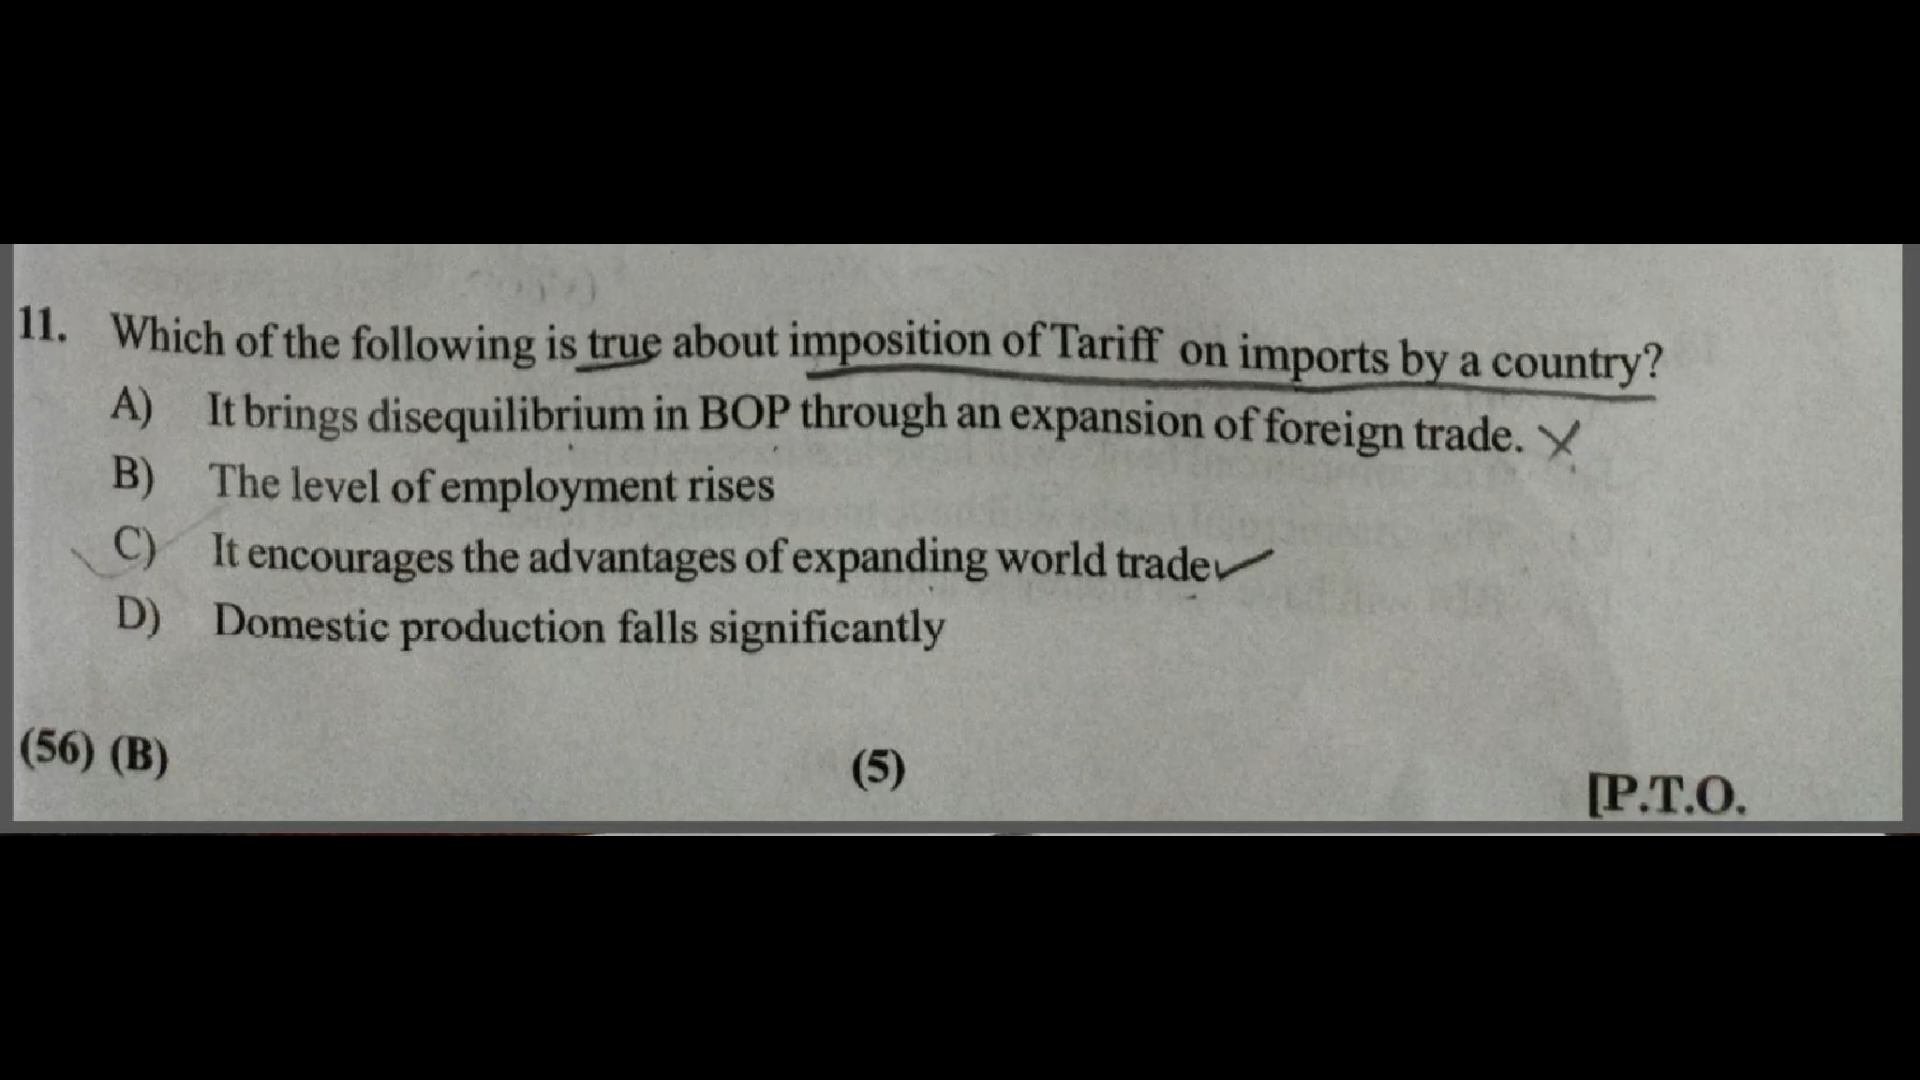 11. Which of the following is true about imposition of Tariff on imports by a country?
A) It brings disequilibrium in BOP through an expansion of foreign trade.
B) The level of employment rises
C) It encourages the advantages of expanding world trade
D) Domestic production falls significantly
(56) (B) (5) [P.T.O.